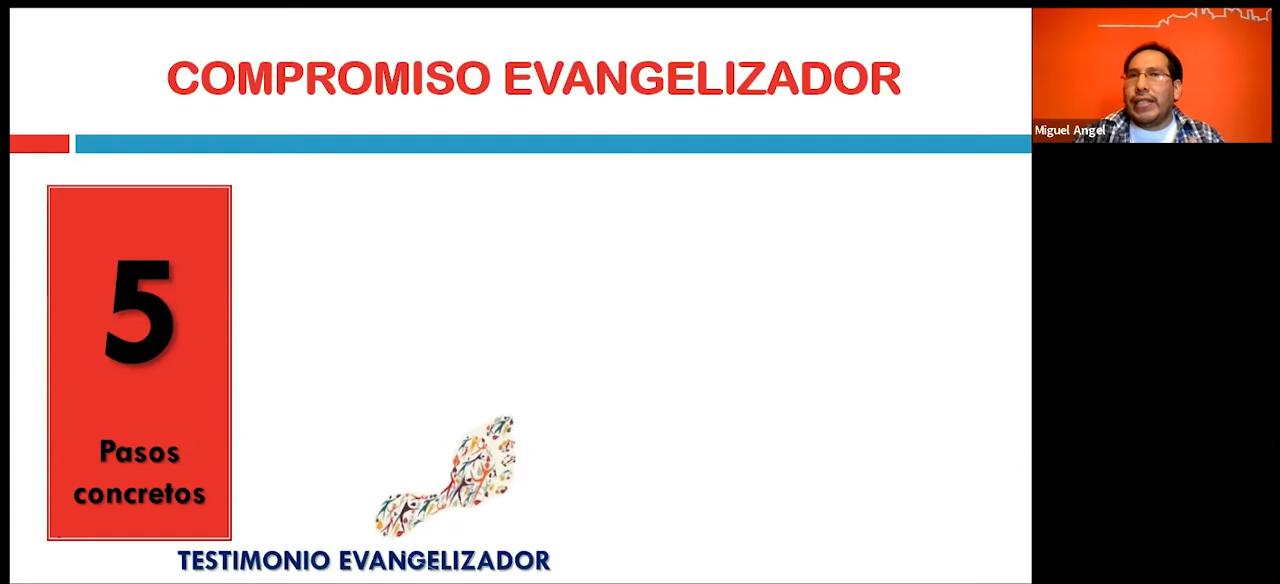 COMPROMISO EVANGELIZADOR
Miguel Angel
5
Pasos
concretos
TESTIMONIO EVANGELIZADOR